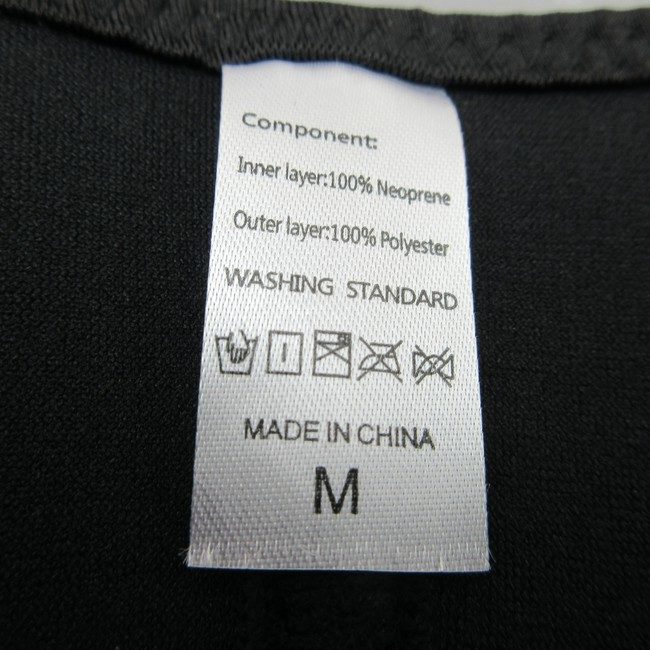 Component:
Inner layer:100% Neoprene
Outer layer:100% Polyester
WASHING STANDARD
MADE IN CHINA
M